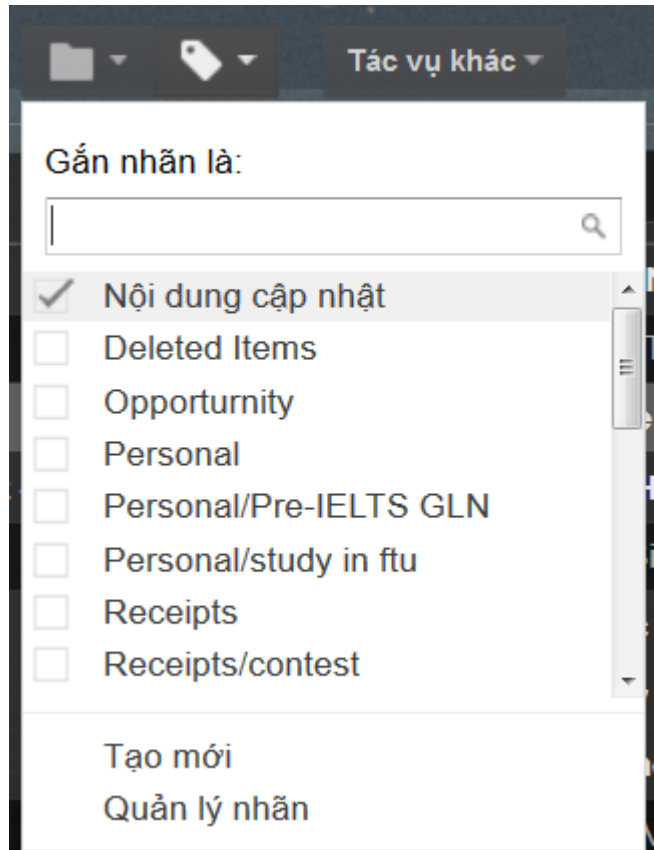 Tác vụ khác
Gắn nhãn là:
Nội dung cập nhật
Deleted Items
Opporturnity
Personal
Personal/Pre-IELTS GLN
Personal/study in ftu
Receipts
Receipts/contest
Tạo mới
Quản lý nhãn